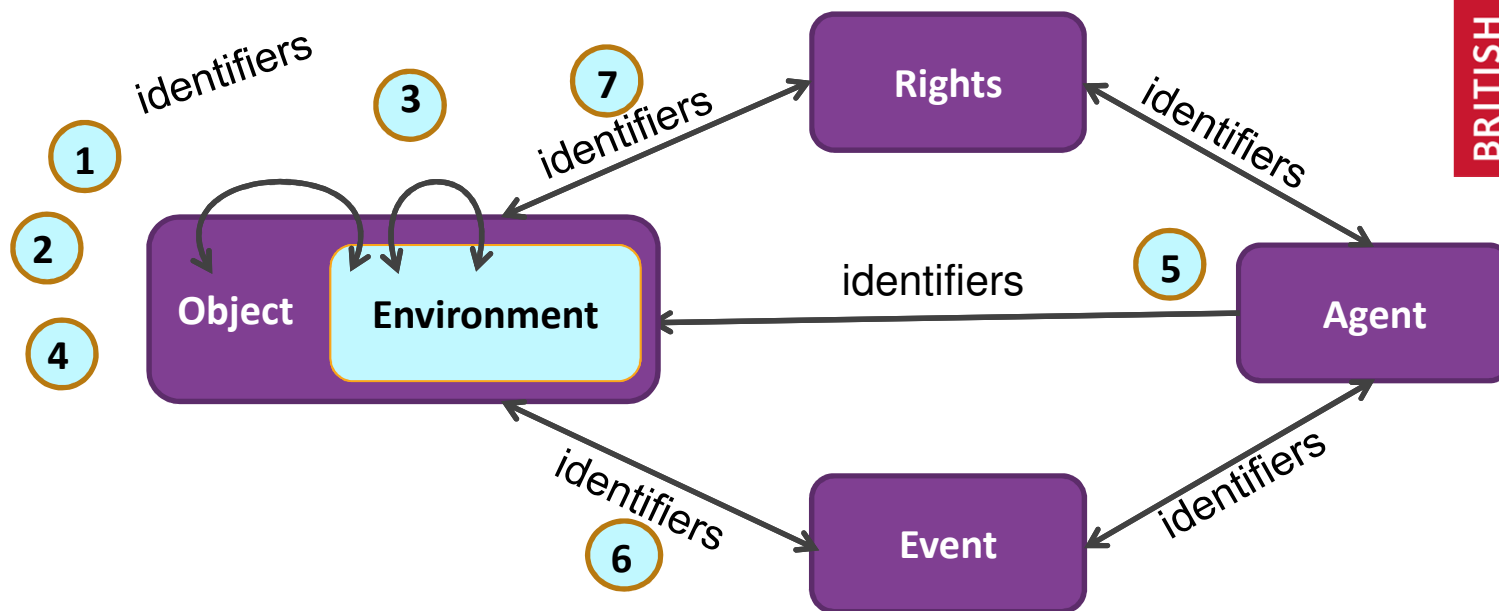 identifiers
3
7
identifiers
Rights
identifiers
BRITISH
1
2
4
Object
Environment
identifiers
5
Agent
identifiers
6
Event
identifiers